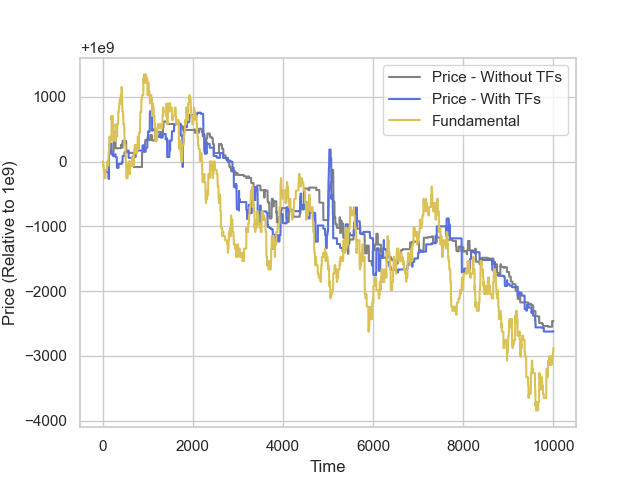 +1e9
Price - Without TFs
Price - With TFs
Fundamental
1000
0
−1000
−2000
−3000
−4000
Price (Relative to 1e9)
0 2000 4000 6000 8000 10000
Time